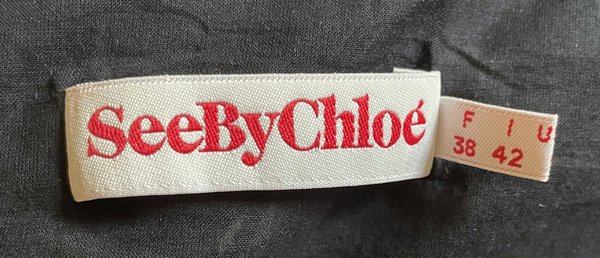 SeeByChloé
F I U
38 42